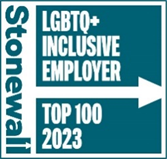 Stonewall
LGBTQ+
INCLUSIVE
EMPLOYER
TOP 100
2023